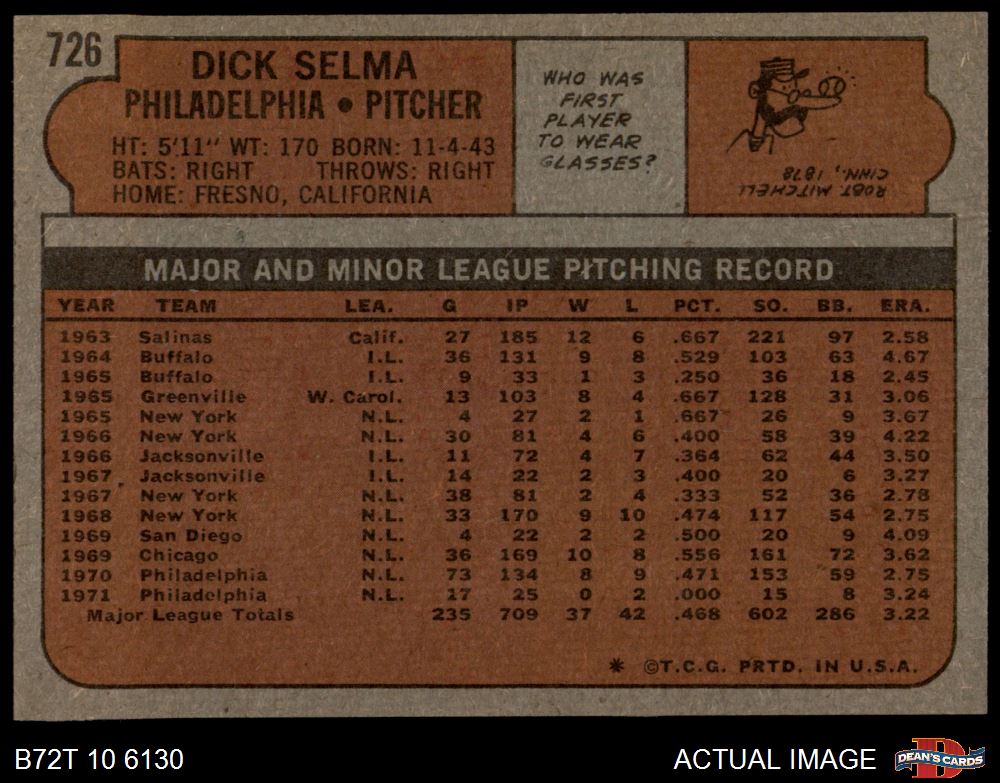 726
DICK SELMA
PHILADELPHIA • PITCHER
HT: 5'11" WT: 170 BORN: 11-4-43
BATS: RIGHT THROWS: RIGHT
HOME: FRESNO, CALIFORNIA
WHO WAS
FIRST
PLAYER
TO WEAR
GLASSES?
ROBT MITCHELL
CINN, 1878
MAJOR AND MINOR LEAGUE PITCHING RECORD
YEAR TEAM LEA. G IP W L PCT. SO. BB. ERA.
1963 Salinas Calif. 27 185 12 6 .667 221 97 2.58
1964 Buffalo I.L. 36 131 9 8 .529 103 63 4.67
1965 Buffalo I.L. 9 33 1 3 .250 36 18 2.45
1965 Greenville W. Carol. 13 103 8 4 .667 128 31 3.06
1965 New York N.L. 4 27 2 1 .667 26 9 3.67
1966 New York N.L. 30 81 4 6 .400 58 39 4.22
1966 Jacksonville I.L. 11 72 4 7 .364 62 44 3.50
1967 Jacksonville I.L. 14 22 2 3 .400 20 6 3.27
1967 New York N.L. 38 81 2 4 .333 52 36 2.78
1968 New York N.L. 33 170 9 10 .474 117 54 2.75
1969 San Diego N.L. 4 22 2 2 .500 20 9 4.09
1969 Chicago N.L. 36 169 10 8 .556 161 72 3.62
1970 Philadelphia N.L. 73 134 8 9 .471 153 59 2.75
1971 Philadelphia N.L. 17 25 0 2 .000 15 8 3.24
Major League Totals 235 709 37 42 .468 602 286 3.22
* ©T.C.G. PRTD. IN U.S.A.
B72T 10 6130
ACTUAL IMAGE
D
DEAN'S CARDS